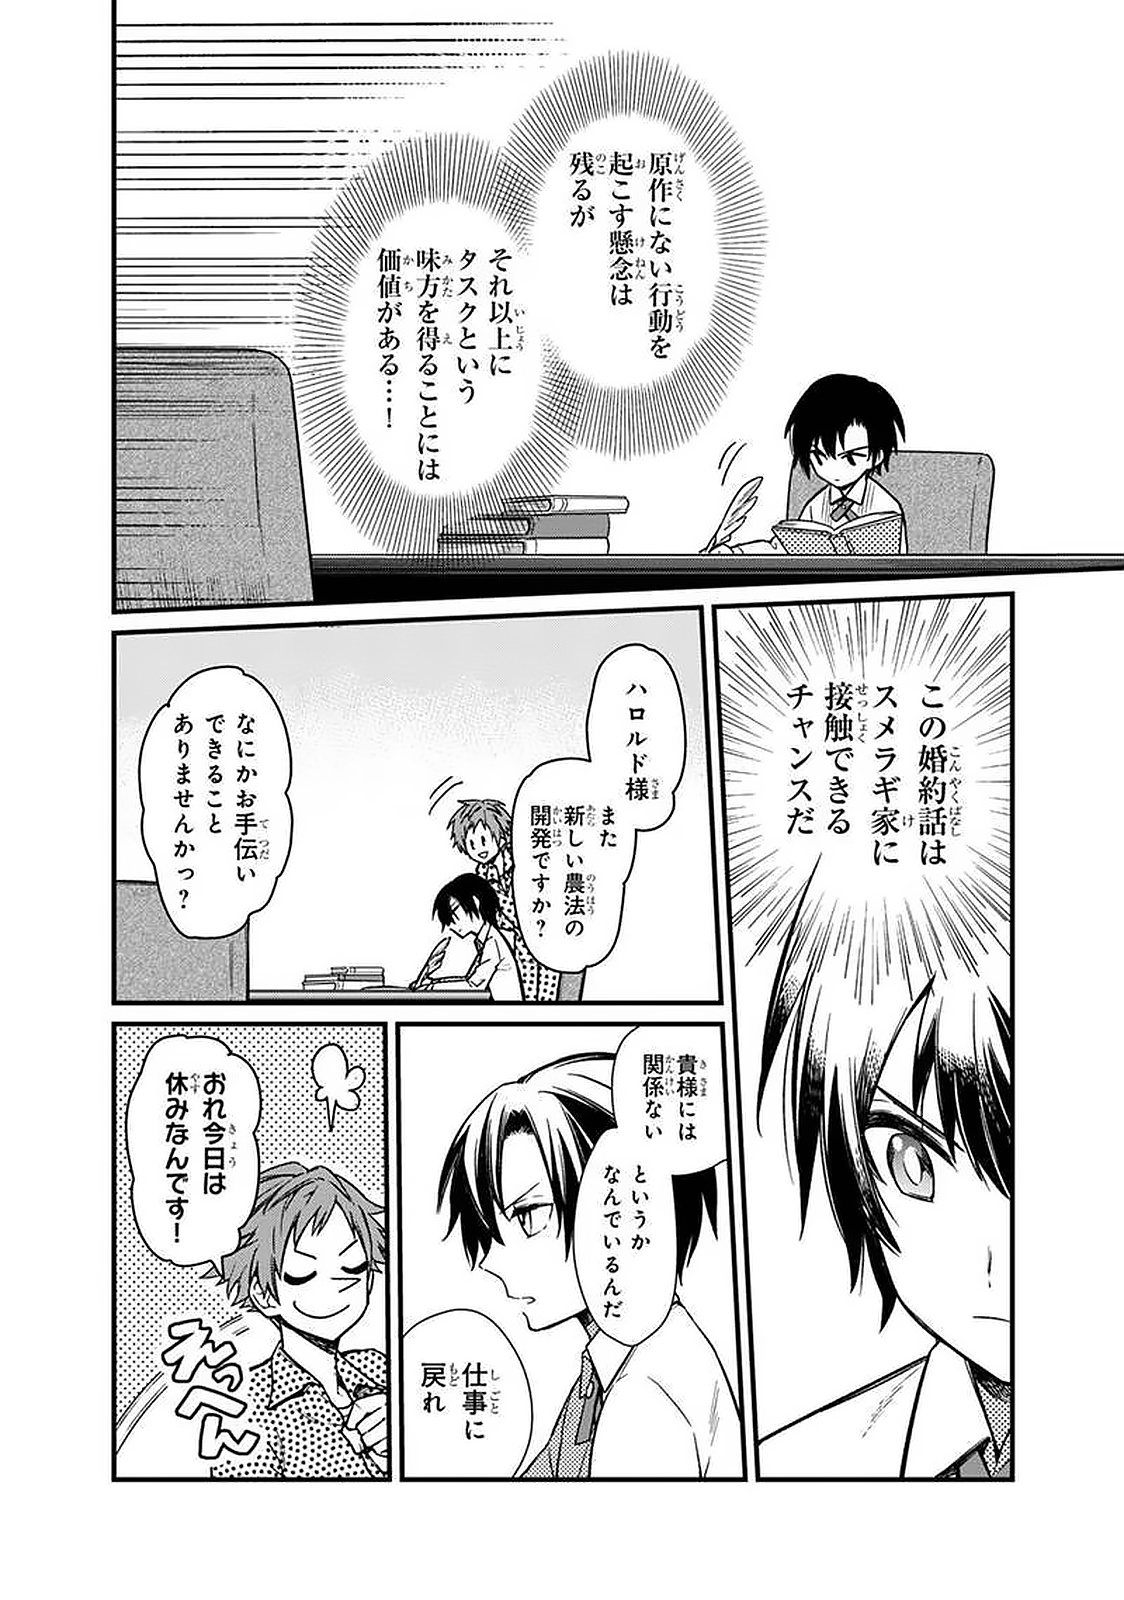 原作にない行動を
起こす懸念は
残るが
それ以上に
タスクという
味方を得ることには
価値がある…！
この婚約話は
スメラギ家に
接触できる
チャンスだ
ハロルド様
また
新しい農法の
開発ですか？
なにかお手伝い
できること
ありませんかっ？
貴様には
関係ない
というか
なんでいるんだ
仕事に
戻れ
おれ今日は
休みなんです！
えっへん